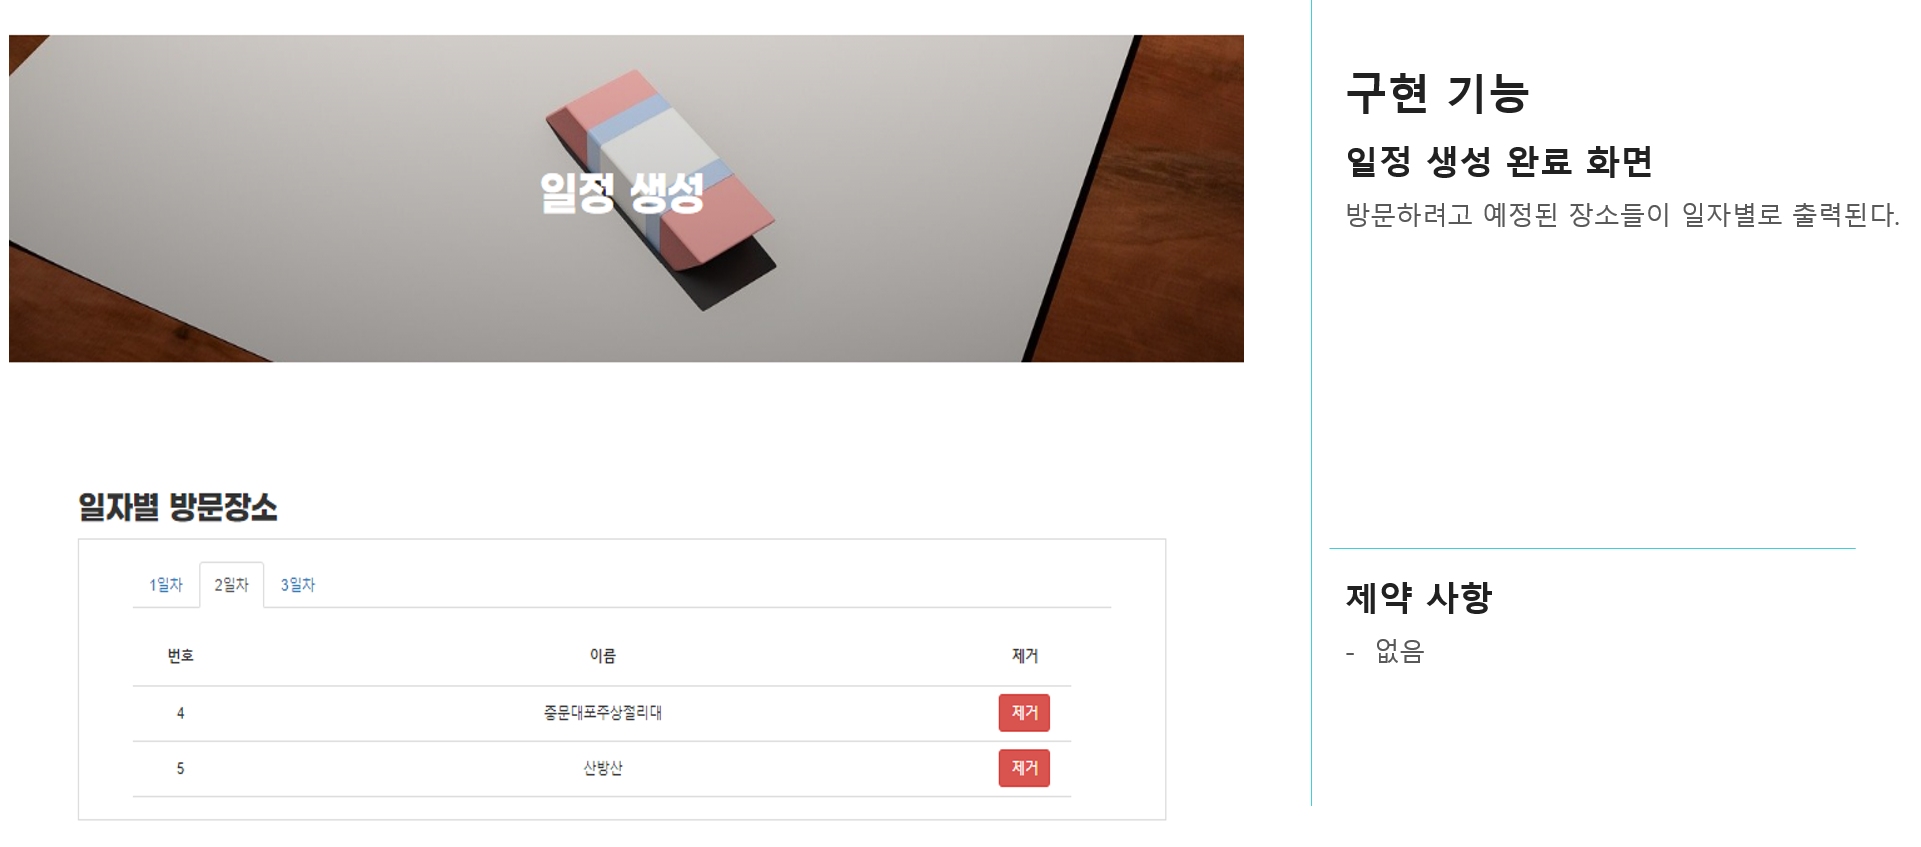 일정 생성
일자별 방문장소
1일차 2일차 3일차
번호 이름 제거
4 중문대포주상절리대 제거
5 산방산 제거
구현 기능
일정 생성 완료 화면
방문하려고 예정된 장소들이 일자별로 출력된다.
제약 사항
- 없음